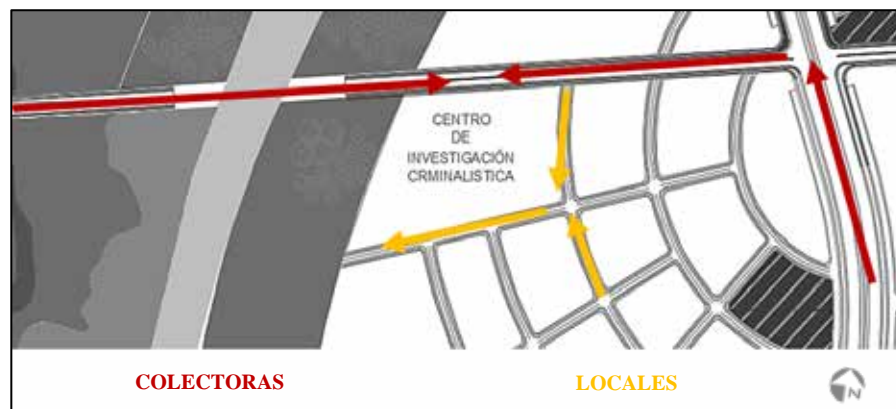 CENTRO
DE
INVESTIGACIÓN
CRMINALISTICA
COLECTORAS
LOCALES
N